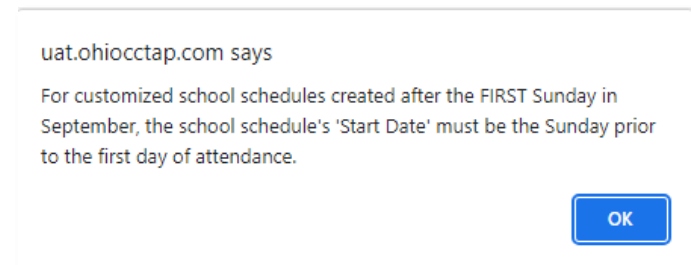 uat.ohiocctap.com says
For customized school schedules created after the FIRST Sunday in
September, the school schedule's 'Start Date' must be the Sunday prior
to the first day of attendance.
OK